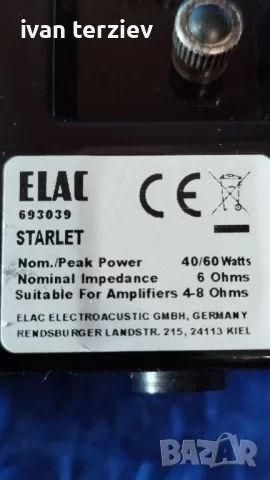 ivan terziev
ELAC
693039
STARLET
Nom./Peak Power 40/60 Watts
Nominal Impedance 6 Ohms
Suitable For Amplifiers 4-8 Ohms
ELAC ELECTROACUSTIC GMBH, GERMANY
RENDSBURGER LANDSTR. 215, 24113 KIEL
CE
BAZAR